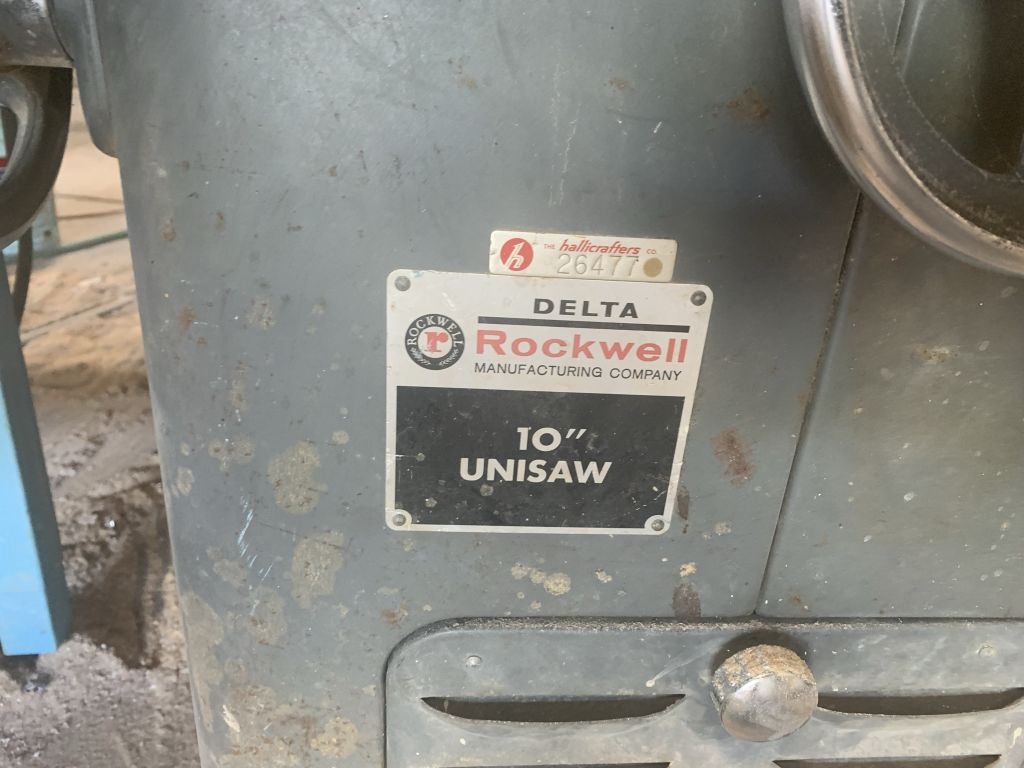 h THE hallicrafters CO.
26477
DELTA
ROCKWELL
r
Rockwell
MANUFACTURING COMPANY
10"
UNISAW